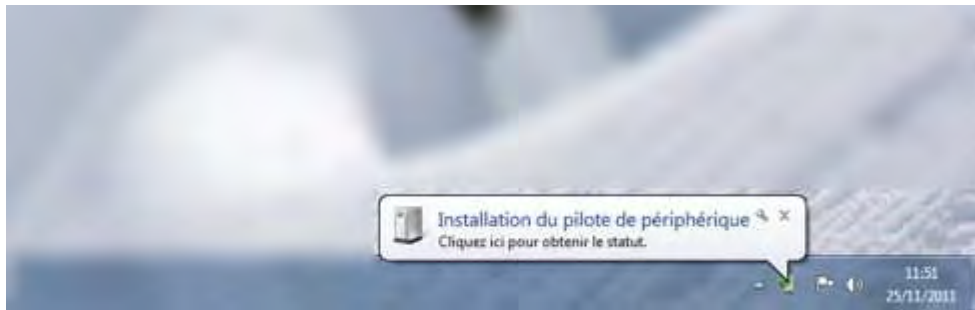 Installation du pilote de périphérique
Cliquez ici pour obtenir le statut.
11:51
25/11/2011